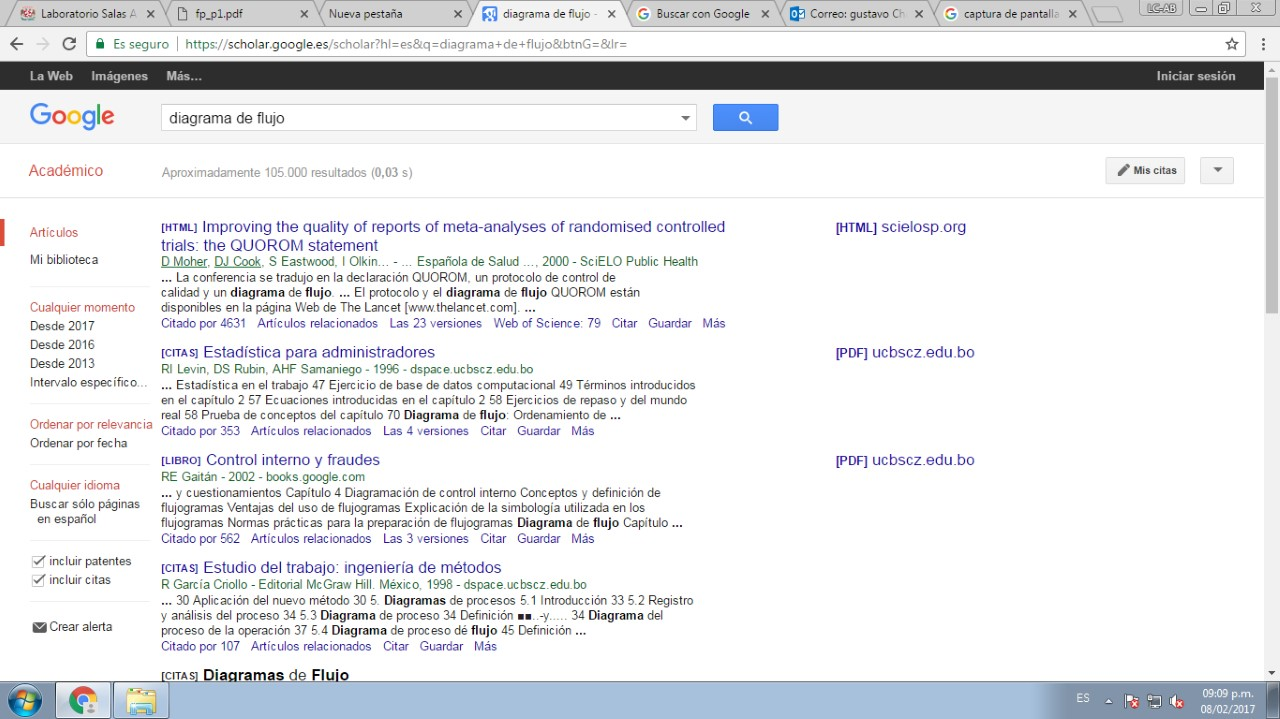 Laboratorio Salas A
fp_p1.pdf
Nueva pestaña
diagrama de flujo -
Buscar con Google
Correo: gustavo Ch
captura de pantalla
LC-AB
Es seguro https://scholar.google.es/scholar?hl=es&q=diagrama+de+flujo&btnG=&lr=
La Web Imágenes Más... Iniciar sesión
Google diagrama de flujo
Académico Aproximadamente 105.000 resultados (0,03 s) Mis citas
Artículos
Mi biblioteca
Cualquier momento
Desde 2017
Desde 2016
Desde 2013
Intervalo específico...
Ordenar por relevancia
Ordenar por fecha
Cualquier idioma
Buscar sólo páginas
en español
incluir patentes
incluir citas
Crear alerta
[HTML] Improving the quality of reports of meta-analyses of randomised controlled
trials: the QUOROM statement
D Moher, DJ Cook, S Eastwood, I Olkin... - ... Española de Salud ..., 2000 - SciELO Public Health
... La conferencia se tradujo en la declaración QUOROM, un protocolo de control de
calidad y un diagrama de flujo. ... El protocolo y el diagrama de flujo QUOROM están
disponibles en la página Web de The Lancet [www.thelancet.com]. ...
Citado por 4631 Artículos relacionados Las 23 versiones Web of Science: 79 Citar Guardar Más
[HTML] scielosp.org
[CITAS] Estadística para administradores
RI Levin, DS Rubin, AHF Samaniego - 1996 - dspace.ucbscz.edu.bo
... Estadística en el trabajo 47 Ejercicio de base de datos computacional 49 Términos introducidos
en el capítulo 2 57 Ecuaciones introducidas en el capítulo 2 58 Ejercicios de repaso y del mundo
real 58 Prueba de conceptos del capítulo 70 Diagrama de flujo: Ordenamiento de ...
Citado por 353 Artículos relacionados Las 4 versiones Citar Guardar Más
[PDF] ucbscz.edu.bo
[LIBRO] Control interno y fraudes
RE Gaitán - 2002 - books.google.com
... y cuestionamientos Capítulo 4 Diagramación de control interno Conceptos y definición de
flujogramas Ventajas del uso de flujogramas Explicación de la simbología utilizada en los
flujogramas Normas prácticas para la preparación de flujogramas Diagrama de flujo Capítulo ...
Citado por 562 Artículos relacionados Las 3 versiones Citar Guardar Más
[PDF] ucbscz.edu.bo
[CITAS] Estudio del trabajo: ingeniería de métodos
R García Criollo - Editorial McGraw Hill. México, 1998 - dspace.ucbscz.edu.bo
... 30 Aplicación del nuevo método 30 5. Diagramas de procesos 5.1 Introducción 33 5.2 Registro
y análisis del proceso 34 5.3 Diagrama de proceso 34 Definición ■■..-y..... 34 Diagrama del
proceso de la operación 37 5.4 Diagrama de proceso dé flujo 45 Definición ...
Citado por 107 Artículos relacionados Citar Guardar Más
[CITAS] Diagramas de Flujo
ES
09:09 p.m.
08/02/2017